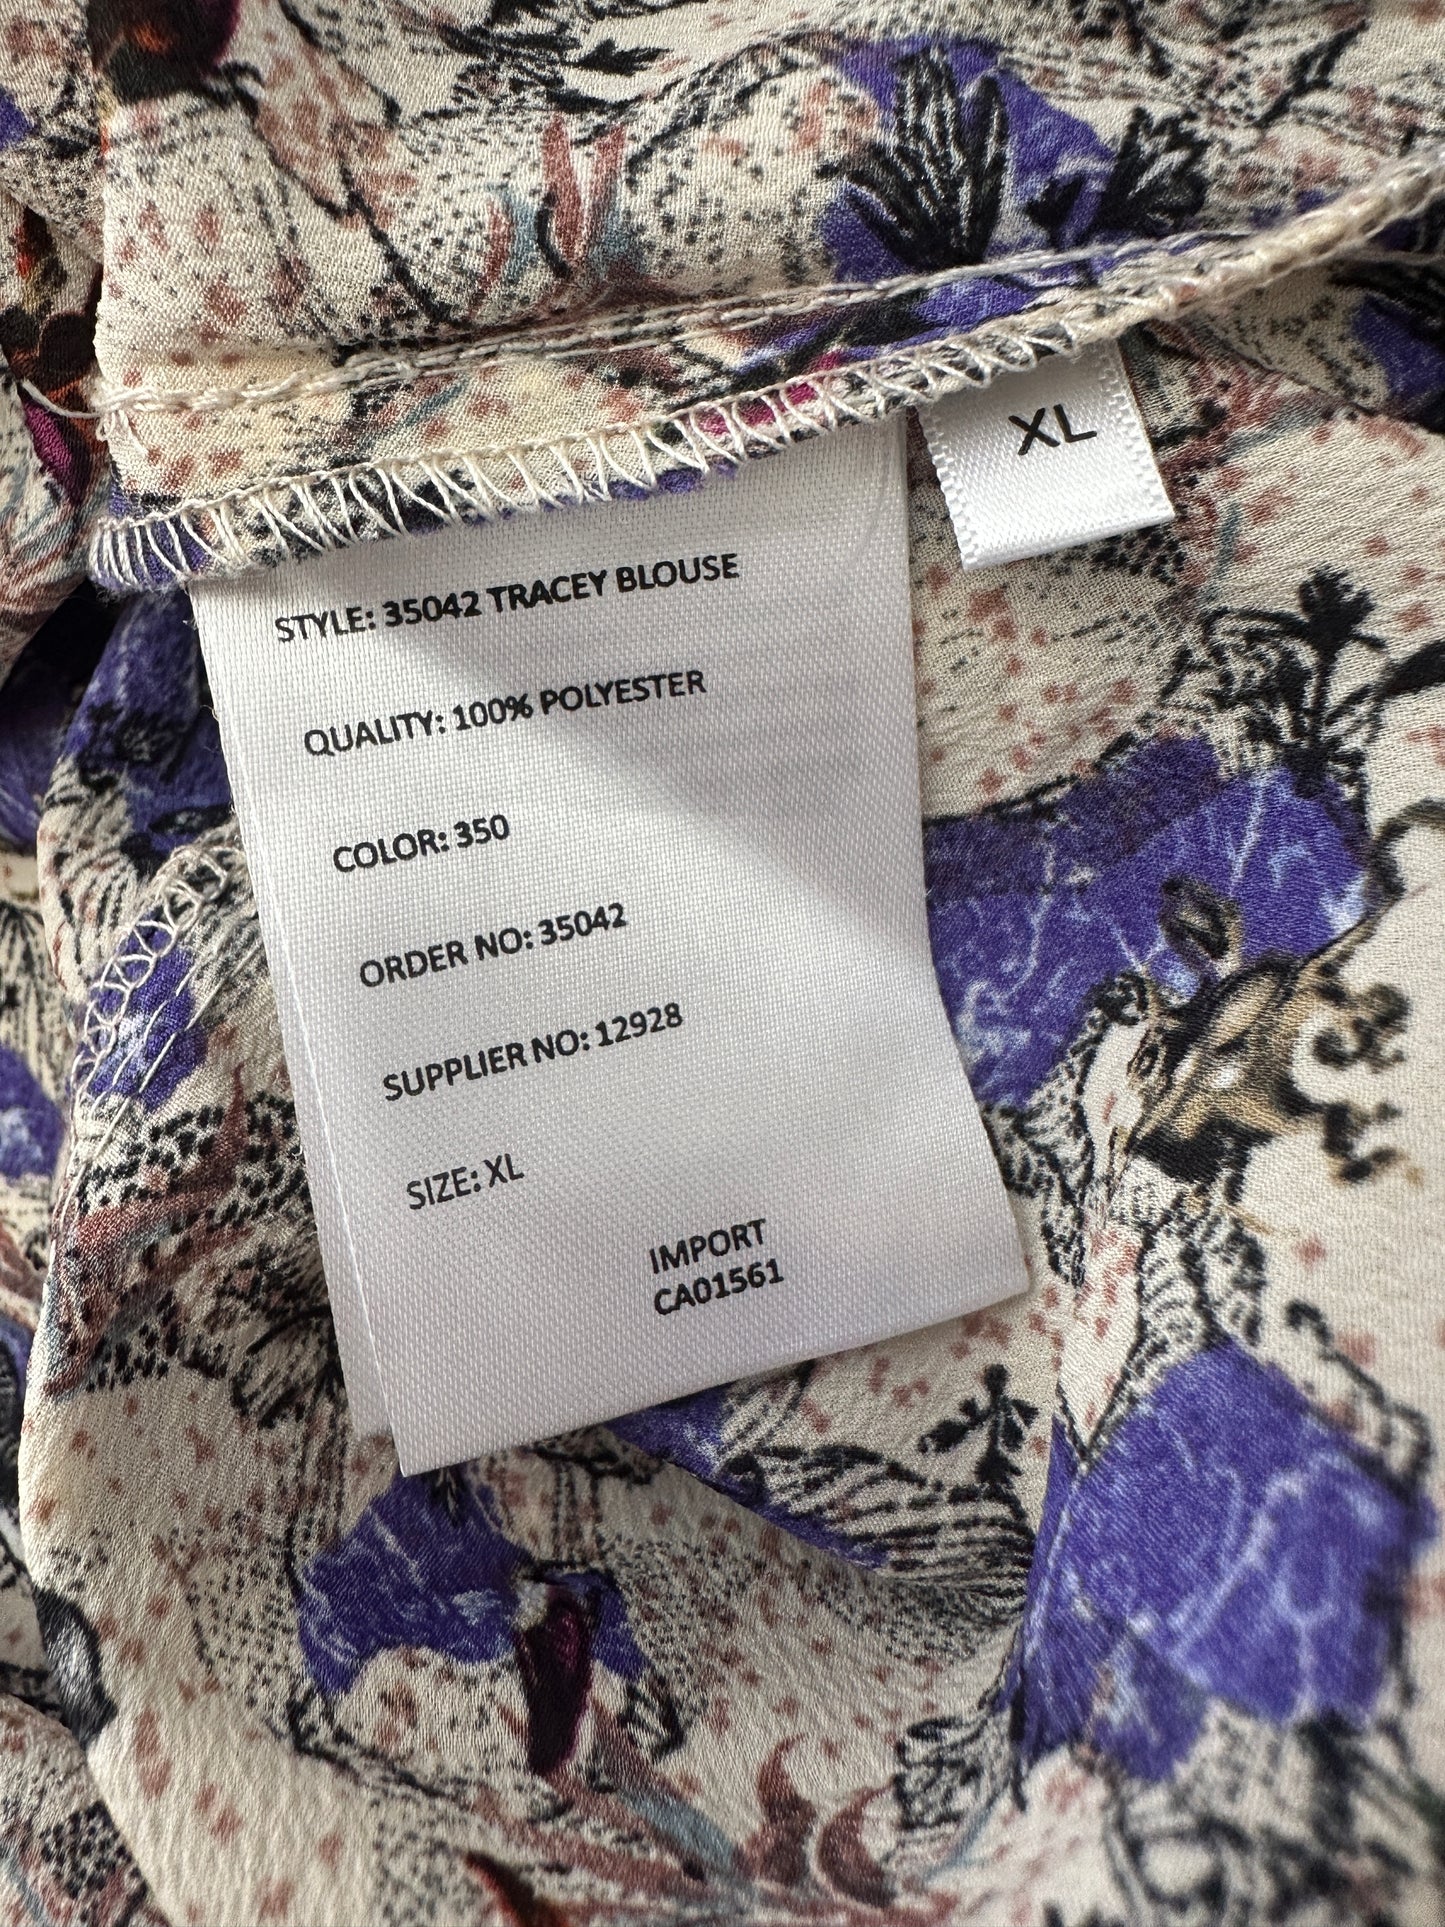 XL
STYLE: 35042 TRACEY BLOUSE
QUALITY: 100% POLYESTER
COLOR: 350
ORDER NO: 35042
SUPPLIER NO: 12928
SIZE: XL
IMPORT
CA01561